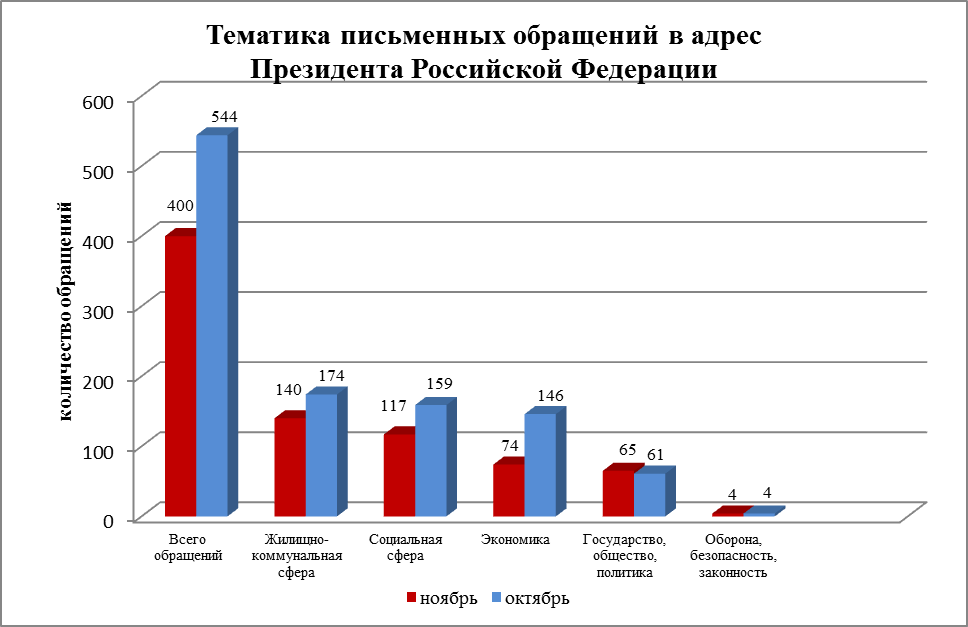 Тематика письменных обращений в адрес
Президента Российской Федерации
количество обращений
600
500
400
300
200
100
0
400
544
140
174
117
159
74
146
65
61
4
4
Всего
обращений
Жилищно-
коммунальная
сфера
Социальная
сфера
Экономика
Государство,
общество,
политика
Оборона,
безопасность,
законность
ноябрь
октябрь